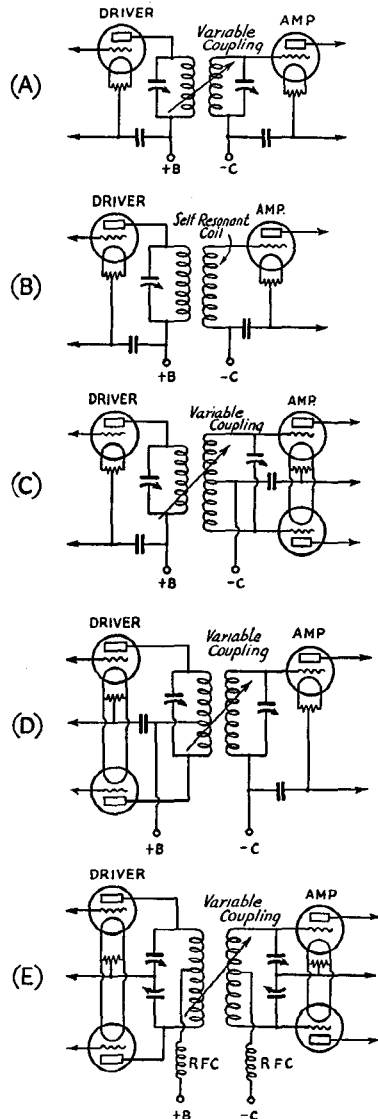 DRIVER
Variable
Coupling
AMP
(A)
+B
-C
DRIVER
Self Resonant
Coil
AMP.
(B)
+B
-C
DRIVER
Variable
Coupling
AMP.
(C)
+B
-C
DRIVER
Variable
Coupling
AMP
(D)
+B
-C
DRIVER
Variable
Coupling
AMP
(E)
RFC
RFC
+B
-C